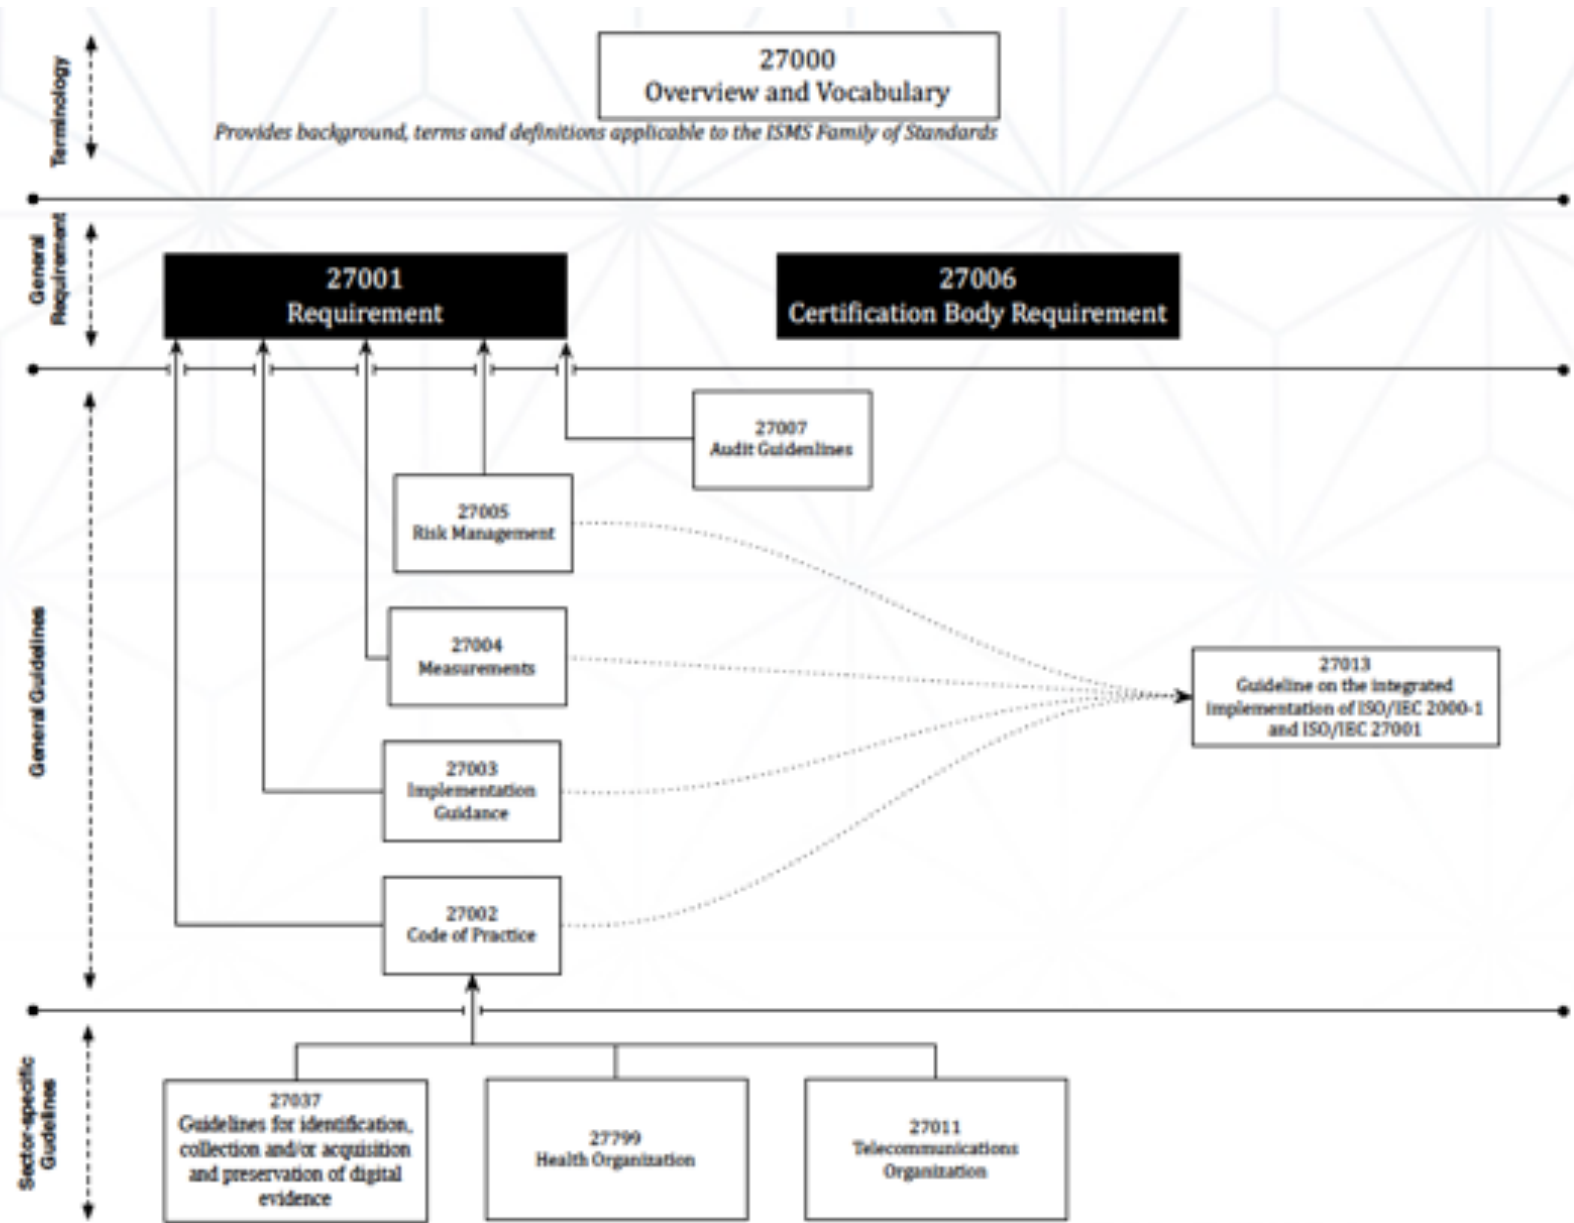 Terminology
27000
Overview and Vocabulary
Provides background, terms and definitions applicable to the ISMS Family of Standards
General
Requirement
27001
Requirement
27006
Certification Body Requirement
General Guidelines
27007
Audit Guidenlines
27005
Risk Management
27004
Measurements
27013
Guideline on the integrated
implementation of ISO/IEC 2000-1
and ISO/IEC 27001
27003
Implementation
Guidance
27002
Code of Practice
Sector-specific
Gudelines
27037
Guidelines for identification,
collection and/or acquisition
and preservation of digital
evidence
27799
Health Organization
27011
Telecommunications
Organization